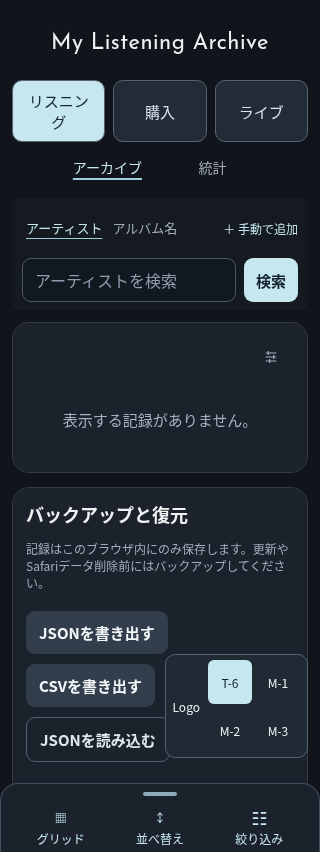 My Listening Archive
リスニン
グ
購入
ライブ
アーカイブ
統計
アーティスト
アルバム名
＋ 手動で追加
アーティストを検索
検索
表示する記録がありません。
バックアップと復元
記録はこのブラウザ内にのみ保存します。更新や
Safariデータ削除前にはバックアップしてくださ
い。
JSONを書き出す
CSVを書き出す
JSONを読み込む
Logo
T-6
M-1
M-2
M-3
グリッド
並べ替え
絞り込み